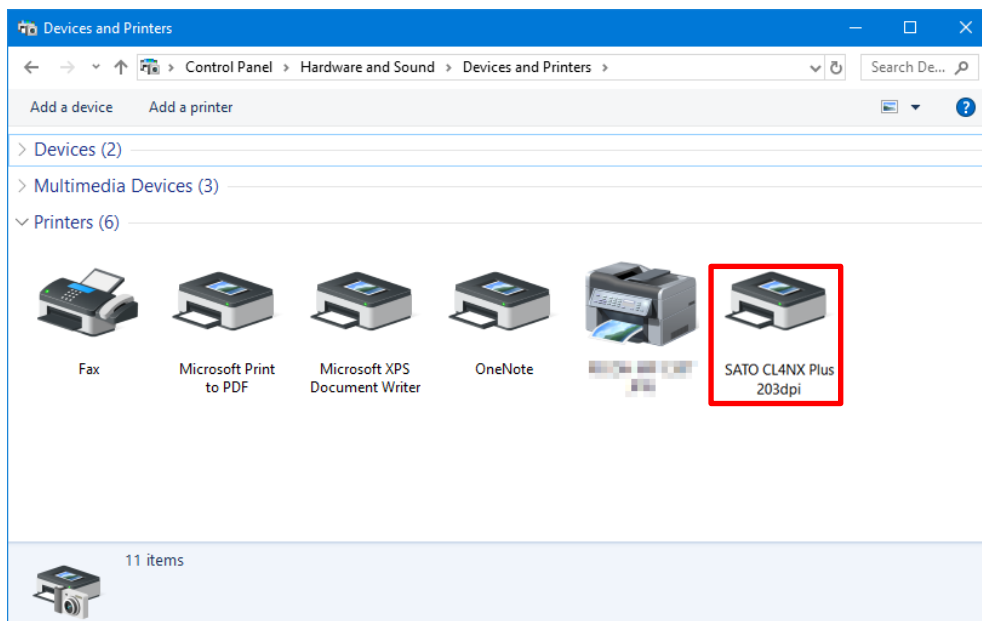 Devices and Printers
Control Panel > Hardware and Sound > Devices and Printers >
Search De...
Add a device Add a printer
?
Devices (2)
Multimedia Devices (3)
Printers (6)
Fax
Microsoft Print
to PDF
Microsoft XPS
Document Writer
OneNote
SATO CL4NX Plus
203dpi
11 items